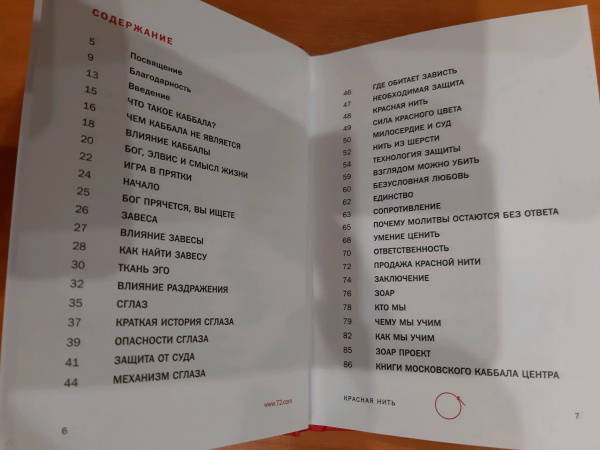 СОДЕРЖАНИЕ
5 Посвящение
9 Благодарность
13 Введение
15 ЧТО ТАКОЕ КАББАЛА?
16 ЧЕМ КАББАЛА НЕ ЯВЛЯЕТСЯ
18 ВЛИЯНИЕ КАББАЛЫ
20 БОГ, ЭЛВИС И СМЫСЛ ЖИЗНИ
22 ИГРА В ПРЯТКИ
24 НАЧАЛО
25 БОГ ПРЯЧЕТСЯ, ВЫ ИЩЕТЕ
26 ЗАВЕСА
27 ВЛИЯНИЕ ЗАВЕСЫ
28 КАК НАЙТИ ЗАВЕСУ
30 ТКАНЬ ЭГО
32 ВЛИЯНИЕ РАЗДРАЖЕНИЯ
35 СГЛАЗ
37 КРАТКАЯ ИСТОРИЯ СГЛАЗА
39 ОПАСНОСТИ СГЛАЗА
41 ЗАЩИТА ОТ СУДА
44 МЕХАНИЗМ СГЛАЗА
www.72.com
6
46 ГДЕ ОБИТАЕТ ЗАВИСТЬ
47 НЕОБХОДИМАЯ ЗАЩИТА
48 КРАСНАЯ НИТЬ
49 СИЛА КРАСНОГО ЦВЕТА
50 МИЛОСЕРДИЕ И СУД
52 НИТЬ ИЗ ШЕРСТИ
54 ТЕХНОЛОГИЯ ЗАЩИТЫ
59 ВЗГЛЯДОМ МОЖНО УБИТЬ
60 БЕЗУСЛОВНАЯ ЛЮБОВЬ
62 ЕДИНСТВО
63 СОПРОТИВЛЕНИЕ
65 ПОЧЕМУ МОЛИТВЫ ОСТАЮТСЯ БЕЗ ОТВЕТА
68 УМЕНИЕ ЦЕНИТЬ
70 ОТВЕТСТВЕННОСТЬ
72 ПРОДАЖА КРАСНОЙ НИТИ
74 ЗАКЛЮЧЕНИЕ
76 ЗОАР
78 КТО МЫ
79 ЧЕМУ МЫ УЧИМ
82 КАК МЫ УЧИМ
85 ЗОАР ПРОЕКТ
86 КНИГИ МОСКОВСКОГО КАББАЛА ЦЕНТРА
КРАСНАЯ НИТЬ
7